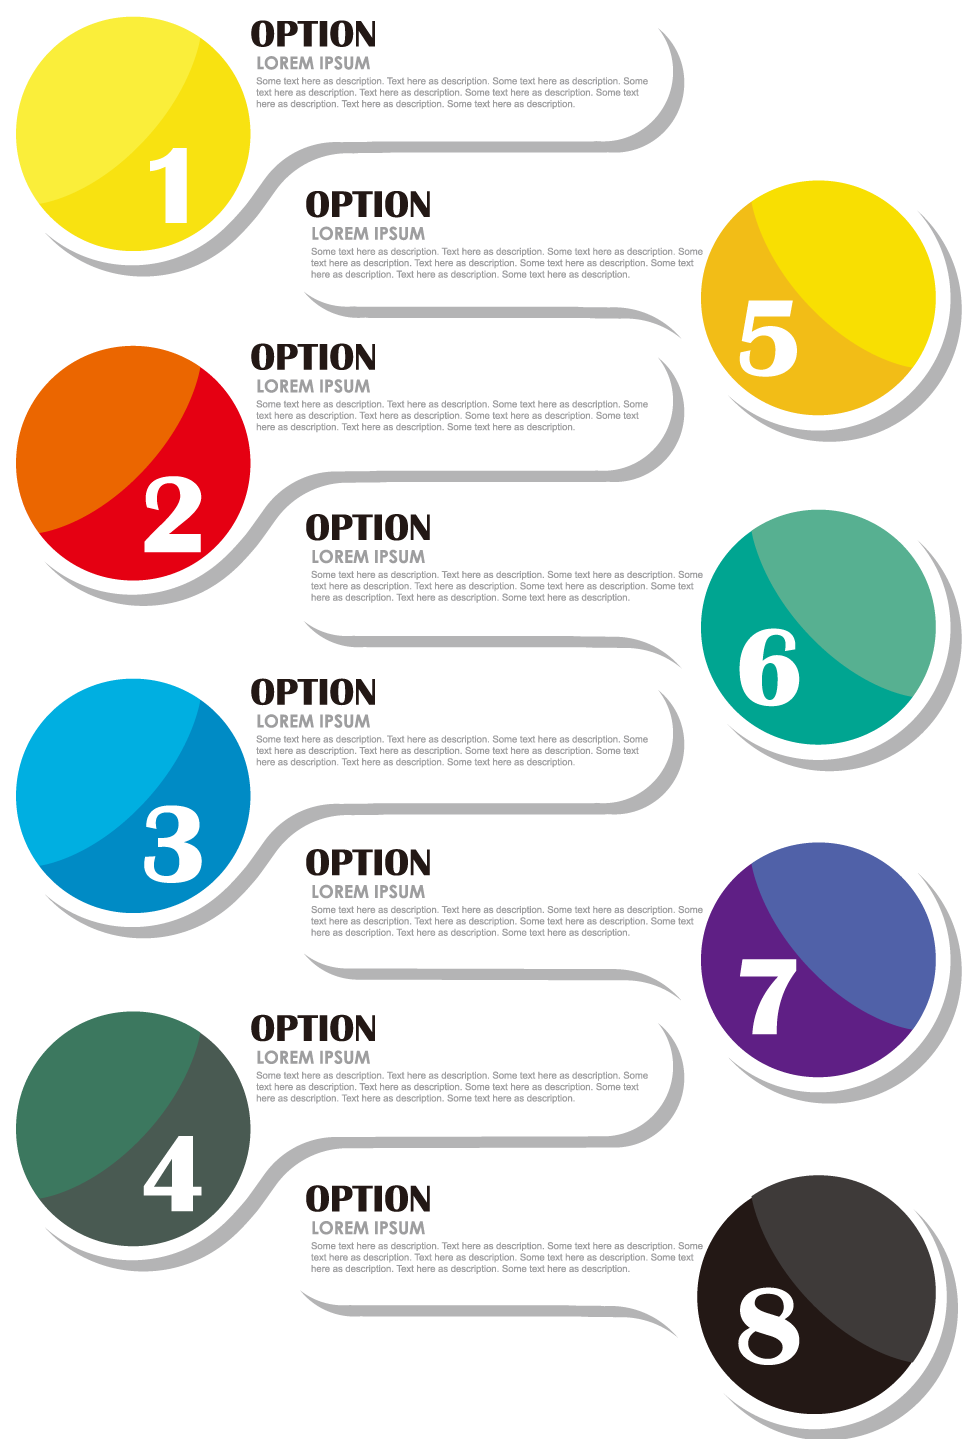 OPTION
LOREM IPSUM
Some text here as description. Text here as description. Some text here as description. Some
text here as description. Text here as description. Some text here as description. Some text
here as description. Text here as description. Some text here as description.
1
OPTION
LOREM IPSUM
Some text here as description. Text here as description. Some text here as description. Some
text here as description. Text here as description. Some text here as description. Some text
here as description. Text here as description. Some text here as description.
5
OPTION
LOREM IPSUM
Some text here as description. Text here as description. Some text here as description. Some
text here as description. Text here as description. Some text here as description. Some text
here as description. Text here as description. Some text here as description.
2
OPTION
LOREM IPSUM
Some text here as description. Text here as description. Some text here as description. Some
text here as description. Text here as description. Some text here as description. Some text
here as description. Text here as description. Some text here as description.
6
OPTION
LOREM IPSUM
Some text here as description. Text here as description. Some text here as description. Some
text here as description. Text here as description. Some text here as description. Some text
here as description. Text here as description. Some text here as description.
3
OPTION
LOREM IPSUM
Some text here as description. Text here as description. Some text here as description. Some
text here as description. Text here as description. Some text here as description. Some text
here as description. Text here as description. Some text here as description.
7
OPTION
LOREM IPSUM
Some text here as description. Text here as description. Some text here as description. Some
text here as description. Text here as description. Some text here as description. Some text
here as description. Text here as description. Some text here as description.
4
OPTION
LOREM IPSUM
Some text here as description. Text here as description. Some text here as description. Some
text here as description. Text here as description. Some text here as description. Some text
here as description. Text here as description. Some text here as description.
8